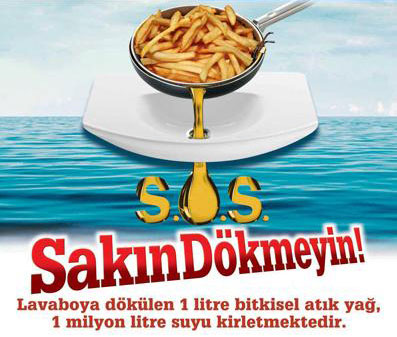 S.O.S.
Sakın Dökmeyin!
Lavaboya dökülen 1 litre bitkisel atık yağ,
1 milyon litre suyu kirletmektedir.